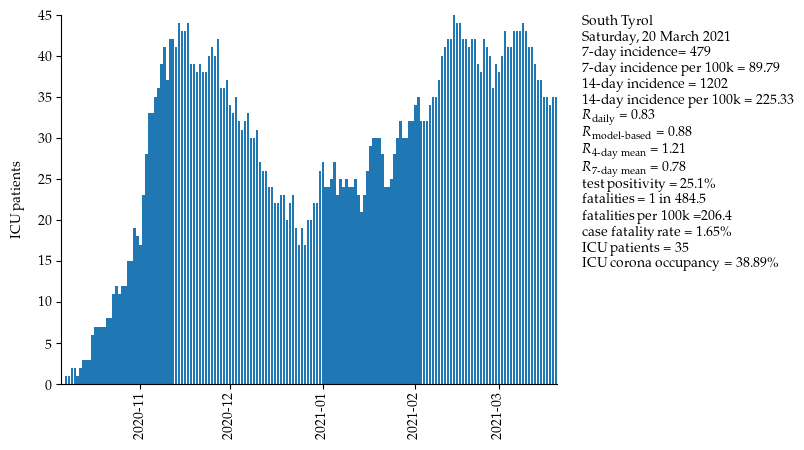 South Tyrol
Saturday, 20 March 2021
7-day incidence= 479
7-day incidence per 100k = 89.79
14-day incidence = 1202
14-day incidence per 100k = 225.33
R_daily = 0.83
R_model-based = 0.88
R_4-day mean = 1.21
R_7-day mean = 0.78
test positivity = 25.1%
fatalities = 1 in 484.5
fatalities per 100k =206.4
case fatality rate = 1.65%
ICU patients = 35
ICU corona occupancy = 38.89%
ICU patients
45
40
35
30
25
20
15
10
5
0
2020-11
2020-12
2021-01
2021-02
2021-03